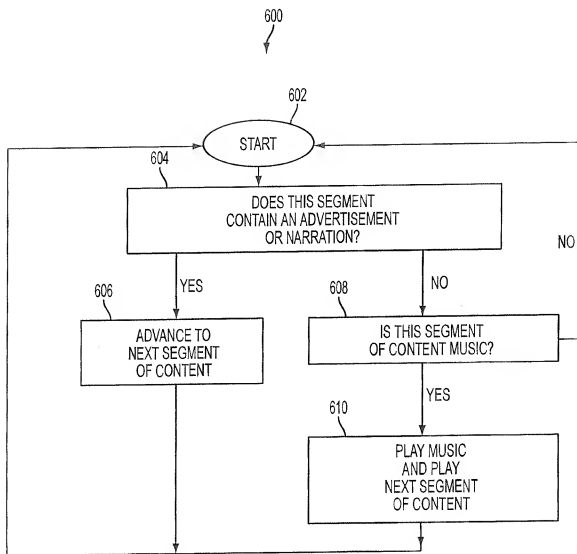 600
602
START
604
DOES THIS SEGMENT
CONTAIN AN ADVERTISEMENT
OR NARRATION?
NO
YES
NO
606
608
ADVANCE TO
NEXT SEGMENT
OF CONTENT
IS THIS SEGMENT
OF CONTENT MUSIC?
YES
610
PLAY MUSIC
AND PLAY
NEXT SEGMENT
OF CONTENT